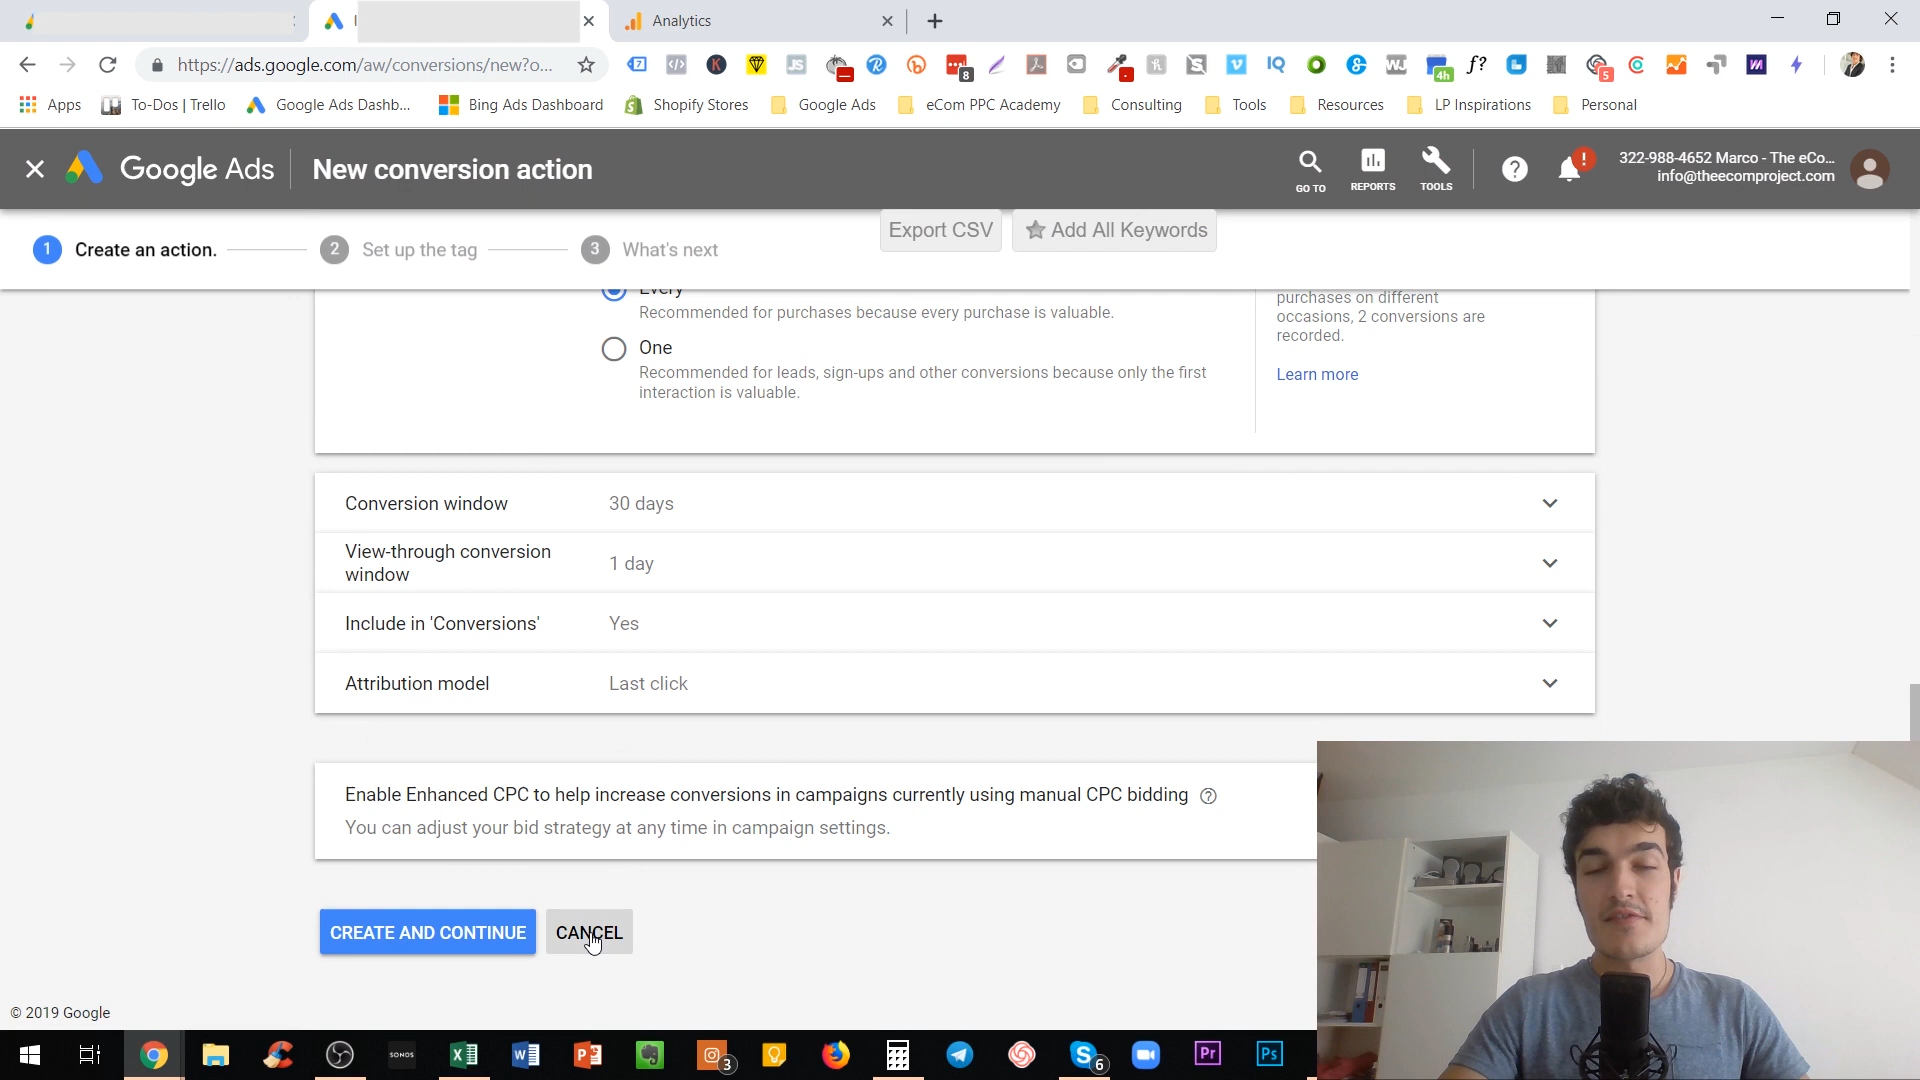 Analytics
https://ads.google.com/aw/conversions/new?o...
Apps
To-Dos | Trello
Google Ads Dashb...
Bing Ads Dashboard
Shopify Stores
Google Ads
eCom PPC Academy
Consulting
Tools
Resources
LP Inspirations
Personal
Google Ads
New conversion action
GO TO
REPORTS
TOOLS
322-988-4652 Marco - The eCo...
info@theecomproject.com
1 Create an action.
2 Set up the tag
3 What's next
Export CSV
Add All Keywords
Every
Recommended for purchases because every purchase is valuable.
One
Recommended for leads, sign-ups and other conversions because only the first
interaction is valuable.
purchases on different
occasions, 2 conversions are
recorded.
Learn more
Conversion window
30 days
View-through conversion
window
1 day
Include in 'Conversions'
Yes
Attribution model
Last click
Enable Enhanced CPC to help increase conversions in campaigns currently using manual CPC bidding
You can adjust your bid strategy at any time in campaign settings.
CREATE AND CONTINUE
CANCEL
© 2019 Google
SONOS
3
6
Pr
Ps